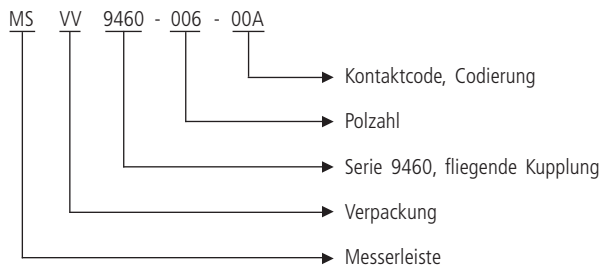 MS VV 9460 - 006 - 00A
Kontaktcode, Codierung
Polzahl
Serie 9460, fliegende Kupplung
Verpackung
Messerleiste